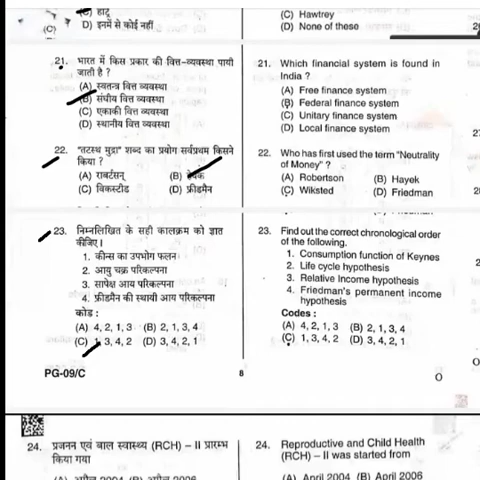 (C) हाट्
(C) D) इनमें से कोई नहीं
(C) Hawtrey
(D) None of these
21. भारत में किस प्रकार की वित्त-व्यवस्था पायी
जाती है ?
(A) स्वतन्त्र वित्त व्यवस्था
(B) संघीय वित्त व्यवस्था
(C) एकाकी वित्त व्यवस्था
(D) स्थानीय वित्त व्यवस्था
21. Which financial system is found in
India ?
(A) Free finance system
(B) Federal finance system
(C) Unitary finance system
(D) Local finance system
22. "तटस्थ मुद्रा" शब्द का प्रयोग सर्वप्रथम किसने
किया ?
(A) राबर्टसन् (B)
(C) विकस्टीड (D) फ्रीडमैन
22. Who has first used the term "Neutrality
of Money" ?
(A) Robertson (B) Hayek
(C) Wiksted (D) Friedman
23. निम्नलिखित के सही कालक्रम को ज्ञात
कीजिए।
1. कीन्स का उपभोग फलन
2. आयु चक्र परिकल्पना
3. सापेक्ष आय परिकल्पना
4. फ्रीडमैन की स्थायी आय परिकल्पना
कोड :
(A) 4, 2, 1, 3 (B) 2, 1, 3, 4
(C) 1, 3, 4, 2 (D) 3, 4, 2, 1
23. Find out the correct chronological order
of the following.
1. Consumption function of Keynes
2. Life cycle hypothesis
3. Relative Income hypothesis
4. Friedman's permanent income
hypothesis
Codes :
(A) 4, 2, 1, 3 (B) 2, 1, 3, 4
(C) 1, 3, 4, 2 (D) 3, 4, 2, 1
PG-09/C
8
O
24. प्रजनन एवं बाल स्वास्थ्य (RCH) – II प्रारम्भ
किया गया
24. Reproductive and Child Health
(RCH) – II was started from
(A) April 2004 (B) April 2006